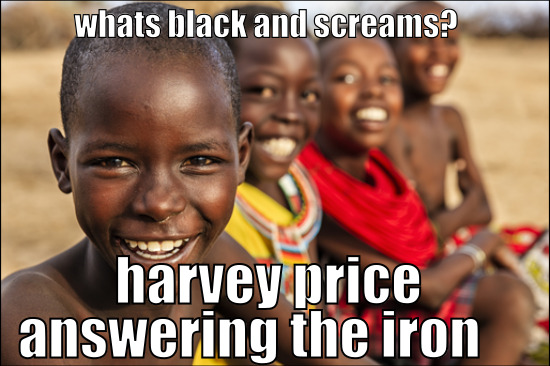 whats black and screams?
harvey price
answering the iron